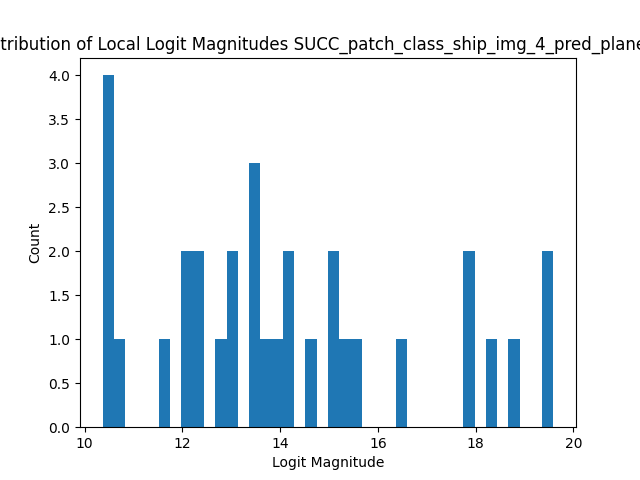 tribution of Local Logit Magnitudes SUCC_patch_class_ship_img_4_pred_plane
4.0
3.5
3.0
2.5
2.0
1.5
1.0
0.5
0.0
Count
10 12 14 16 18 20
Logit Magnitude